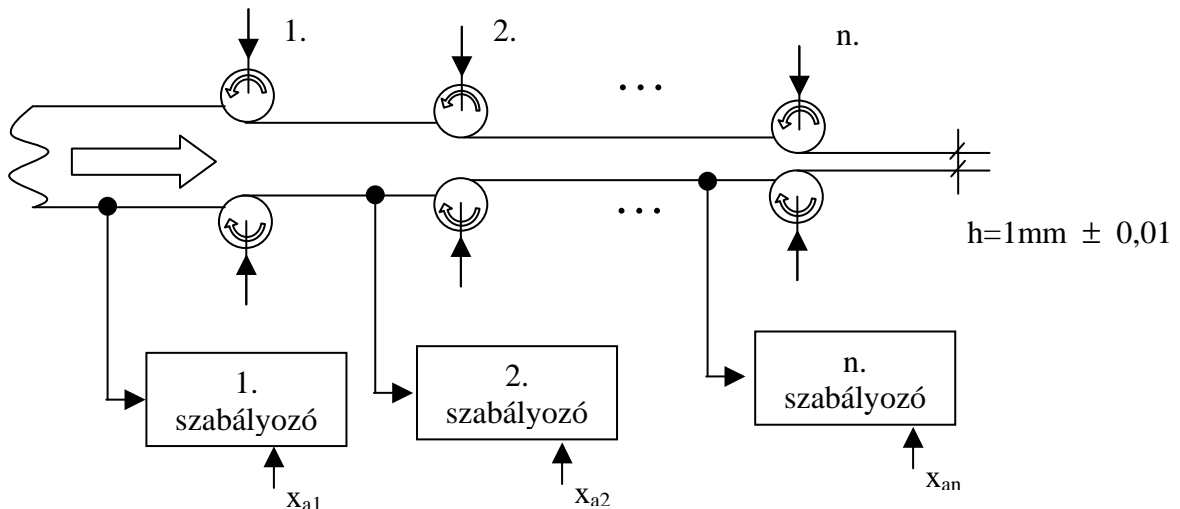 1.
2.
n.
...
...
h=1mm ± 0,01
1.
szabályozó
2.
szabályozó
n.
szabályozó
xa1
xa2
xan